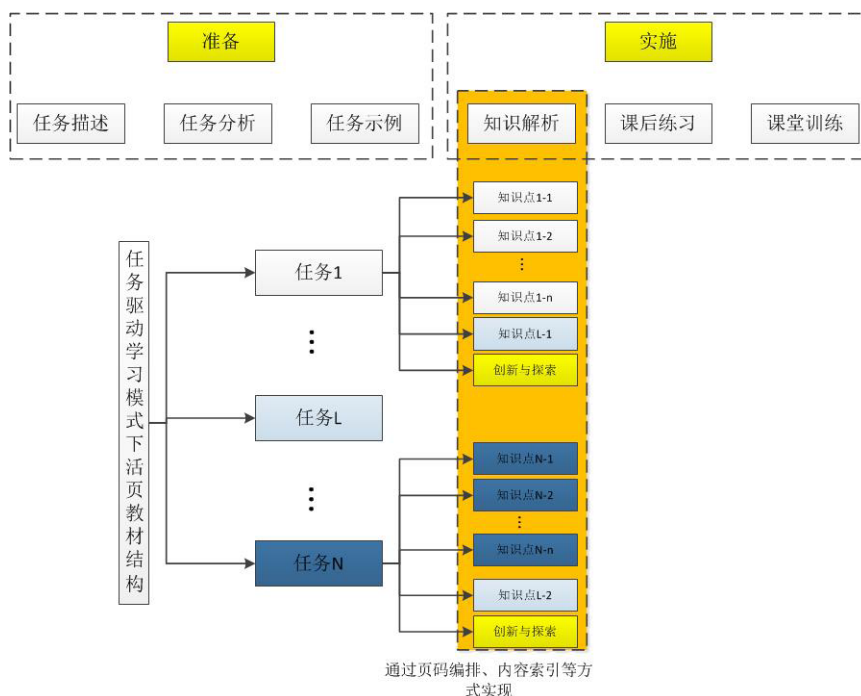 准备
实施
任务描述
任务分析
任务示例
知识解析
课后练习
课堂训练
任务驱动学习模式下活页教材结构
任务1
⋮
任务L
⋮
任务N
知识点1-1
知识点1-2
⋮
知识点1-n
知识点L-1
创新与探索
知识点N-1
知识点N-2
⋮
知识点N-n
知识点L-2
创新与探索
通过页码编排、内容索引等方
式实现